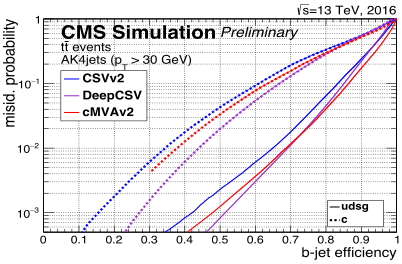 √s=13 TeV, 2016
CMS Simulation Preliminary
tt̄ events
AK4jets (p_T > 30 GeV)
CSVv2
DeepCSV
cMVAv2
misid. probability
1
10⁻¹
10⁻²
10⁻³
udsg
c
0 0.1 0.2 0.3 0.4 0.5 0.6 0.7 0.8 0.9 1
b-jet efficiency